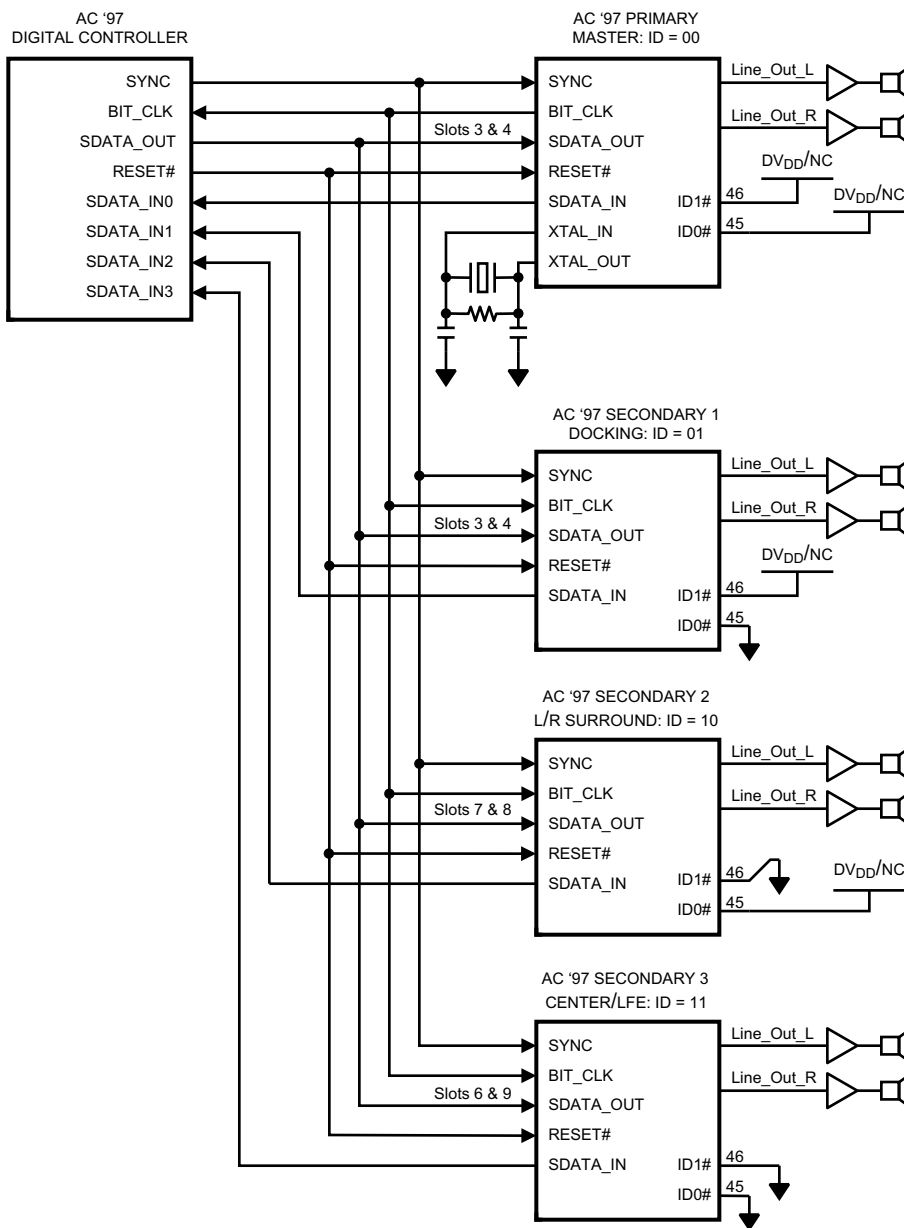 AC ‘97
DIGITAL CONTROLLER
SYNC
BIT_CLK
SDATA_OUT
RESET#
SDATA_IN0
SDATA_IN1
SDATA_IN2
SDATA_IN3
AC ‘97 PRIMARY
MASTER: ID = 00
Slots 3 & 4
SYNC
BIT_CLK
SDATA_OUT
RESET#
SDATA_IN
XTAL_IN
XTAL_OUT
ID1#
ID0#
Line_Out_L
Line_Out_R
DVDD/NC
46
DVDD/NC
45
AC ‘97 SECONDARY 1
DOCKING: ID = 01
Slots 3 & 4
SYNC
BIT_CLK
SDATA_OUT
RESET#
SDATA_IN
ID1#
ID0#
Line_Out_L
Line_Out_R
DVDD/NC
46
45
AC ‘97 SECONDARY 2
L/R SURROUND: ID = 10
Slots 7 & 8
SYNC
BIT_CLK
SDATA_OUT
RESET#
SDATA_IN
ID1#
ID0#
Line_Out_L
Line_Out_R
46
DVDD/NC
45
AC ‘97 SECONDARY 3
CENTER/LFE: ID = 11
Slots 6 & 9
SYNC
BIT_CLK
SDATA_OUT
RESET#
SDATA_IN
ID1#
ID0#
Line_Out_L
Line_Out_R
46
45